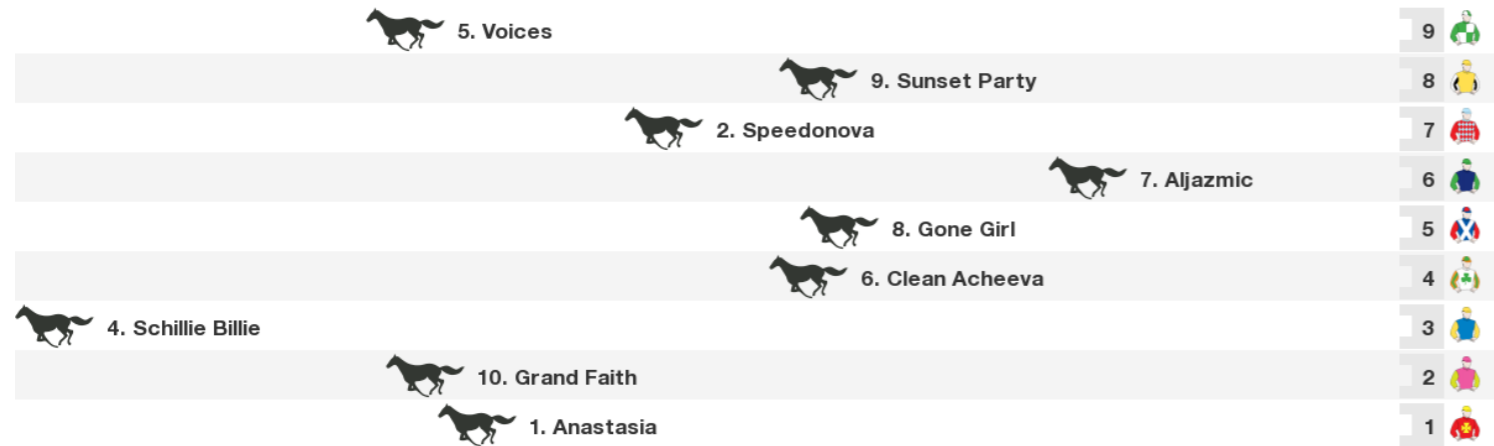 5. Voices 9
9. Sunset Party 8
2. Speedonova 7
7. Aljazmic 6
8. Gone Girl 5
6. Clean Acheeva 4
4. Schillie Billie 3
10. Grand Faith 2
1. Anastasia 1